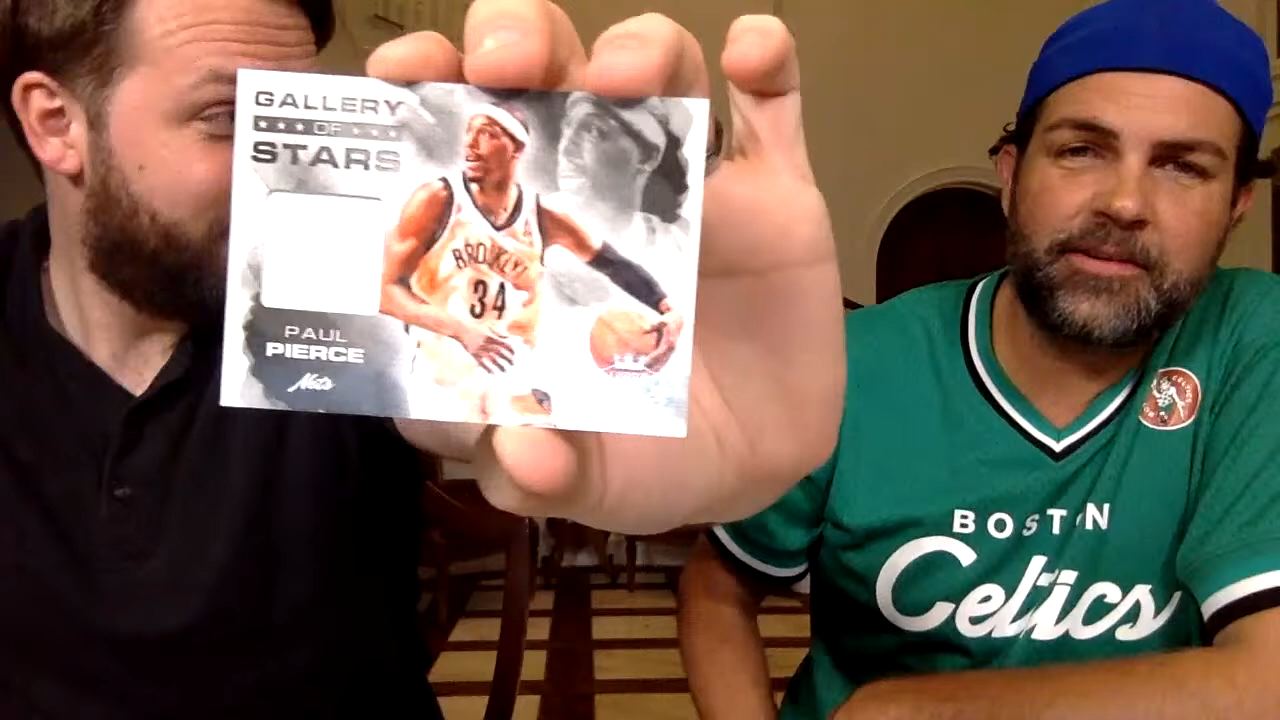 GALLERY
OF
STARS
BROOKLYN
34
PAUL
PIERCE
Nets
BOSTON
Celtics